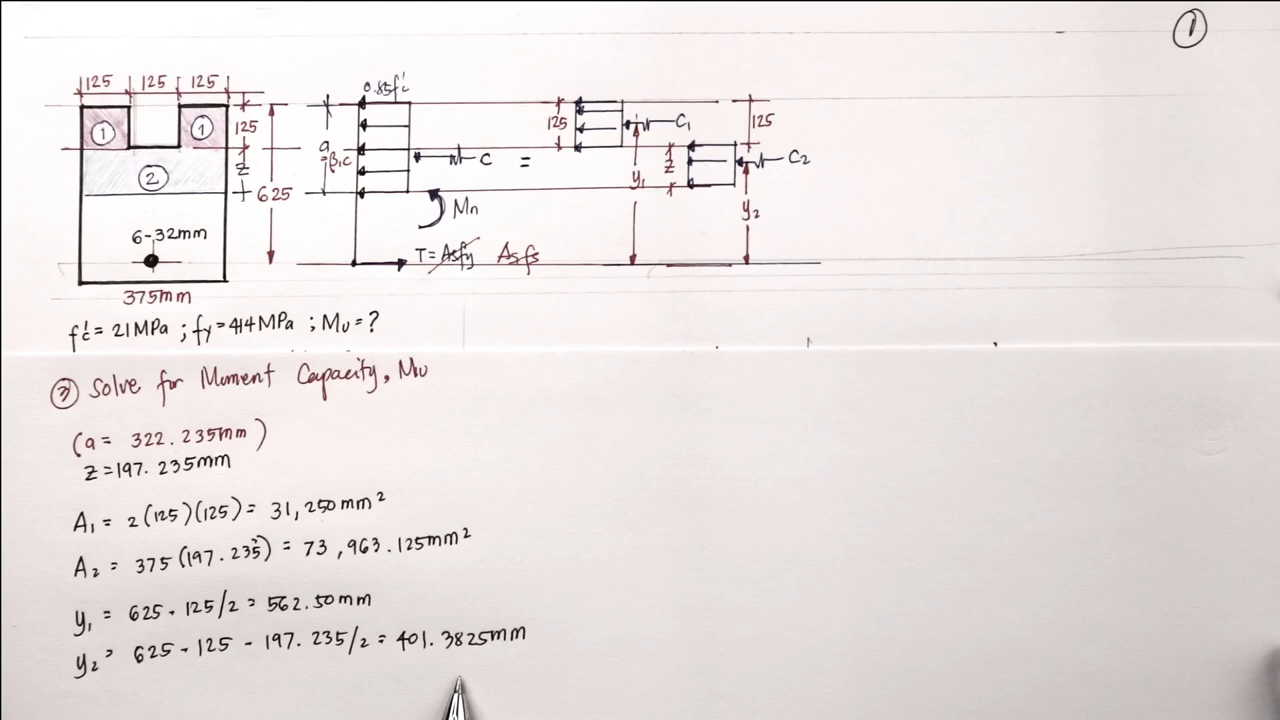 1
125 125 125
0.85f'c
1 1
125
125
C1
125
a
=β1c
C
=
z
C2
2
z
625
y1
y2
Mn
6-32mm
T= Asfy Asfs
375mm
f'c = 21MPa ; fy = 414MPa ; Mu = ?
3 Solve for Moment Capacity, Mu
(a = 322.235mm)
z = 197.235mm
A1 = 2(125)(125) = 31,250mm²
A2 = 375(197.235) = 73,963.125mm²
y1 = 625 - 125/2 = 562.50mm
y2 = 625 - 125 - 197.235/2 = 401.3825mm